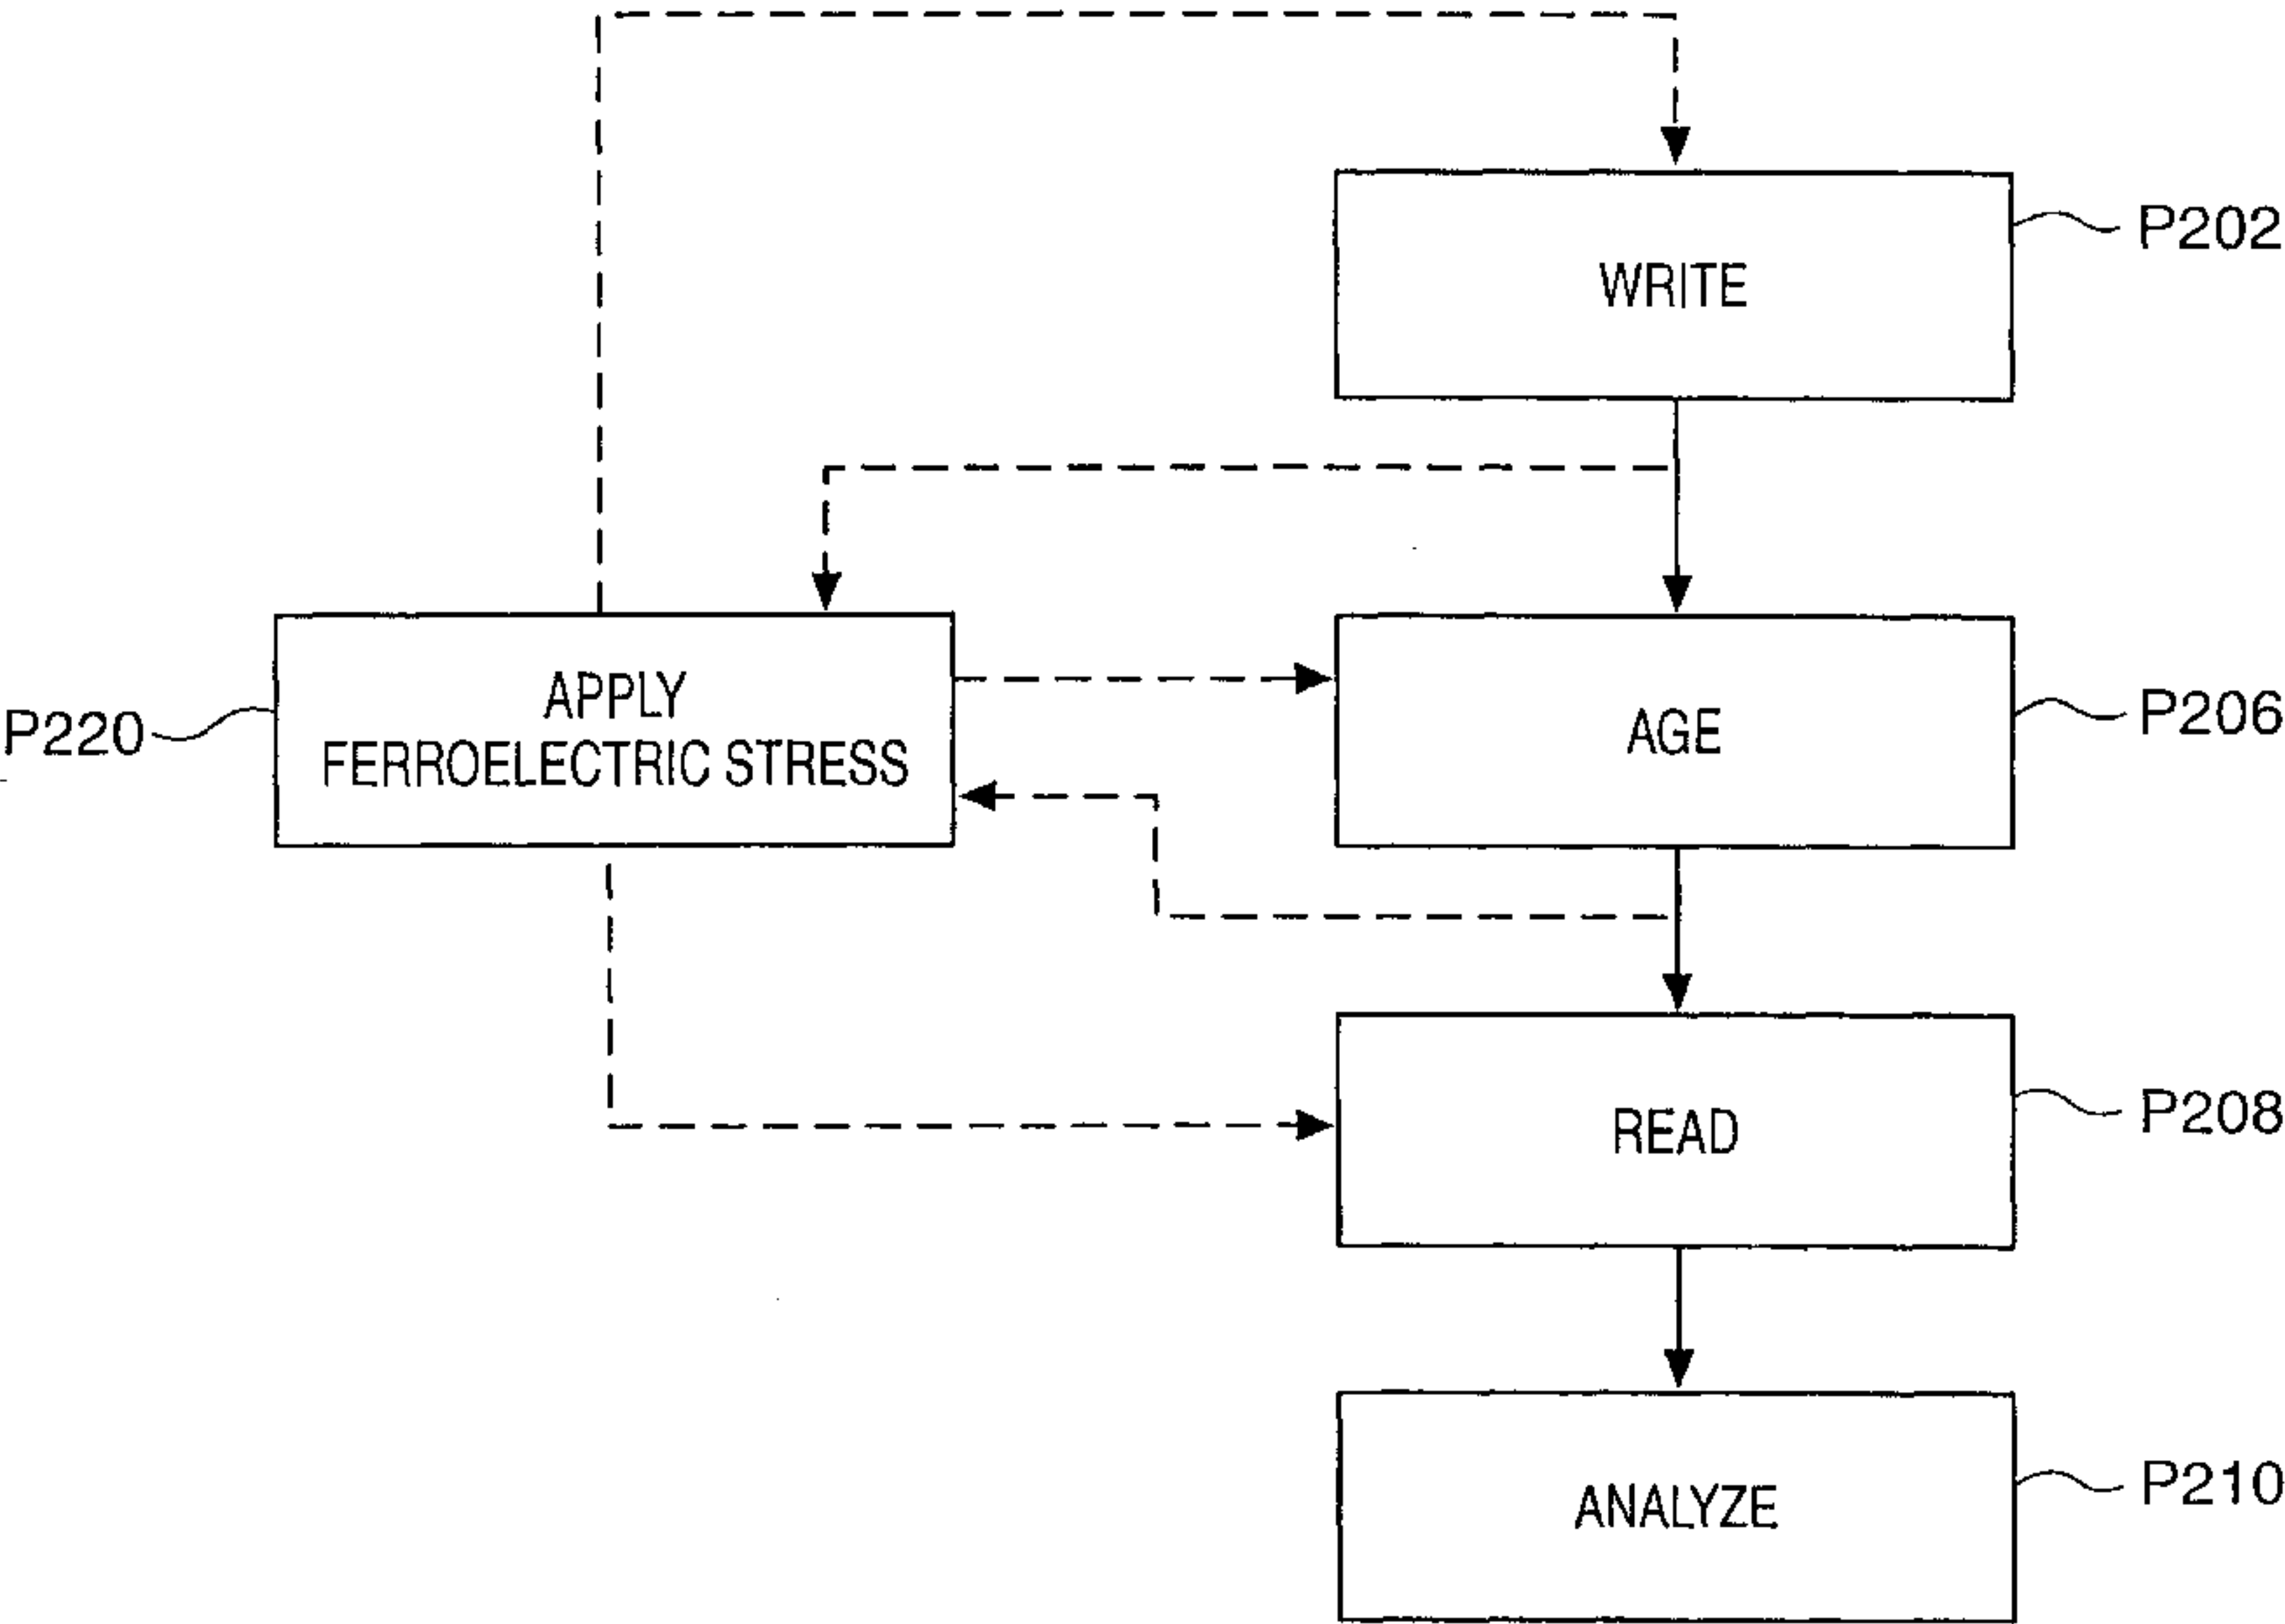 P202
WRITE
APPLY
FERROELECTRIC STRESS
P220
AGE
P206
READ
P208
ANALYZE
P210